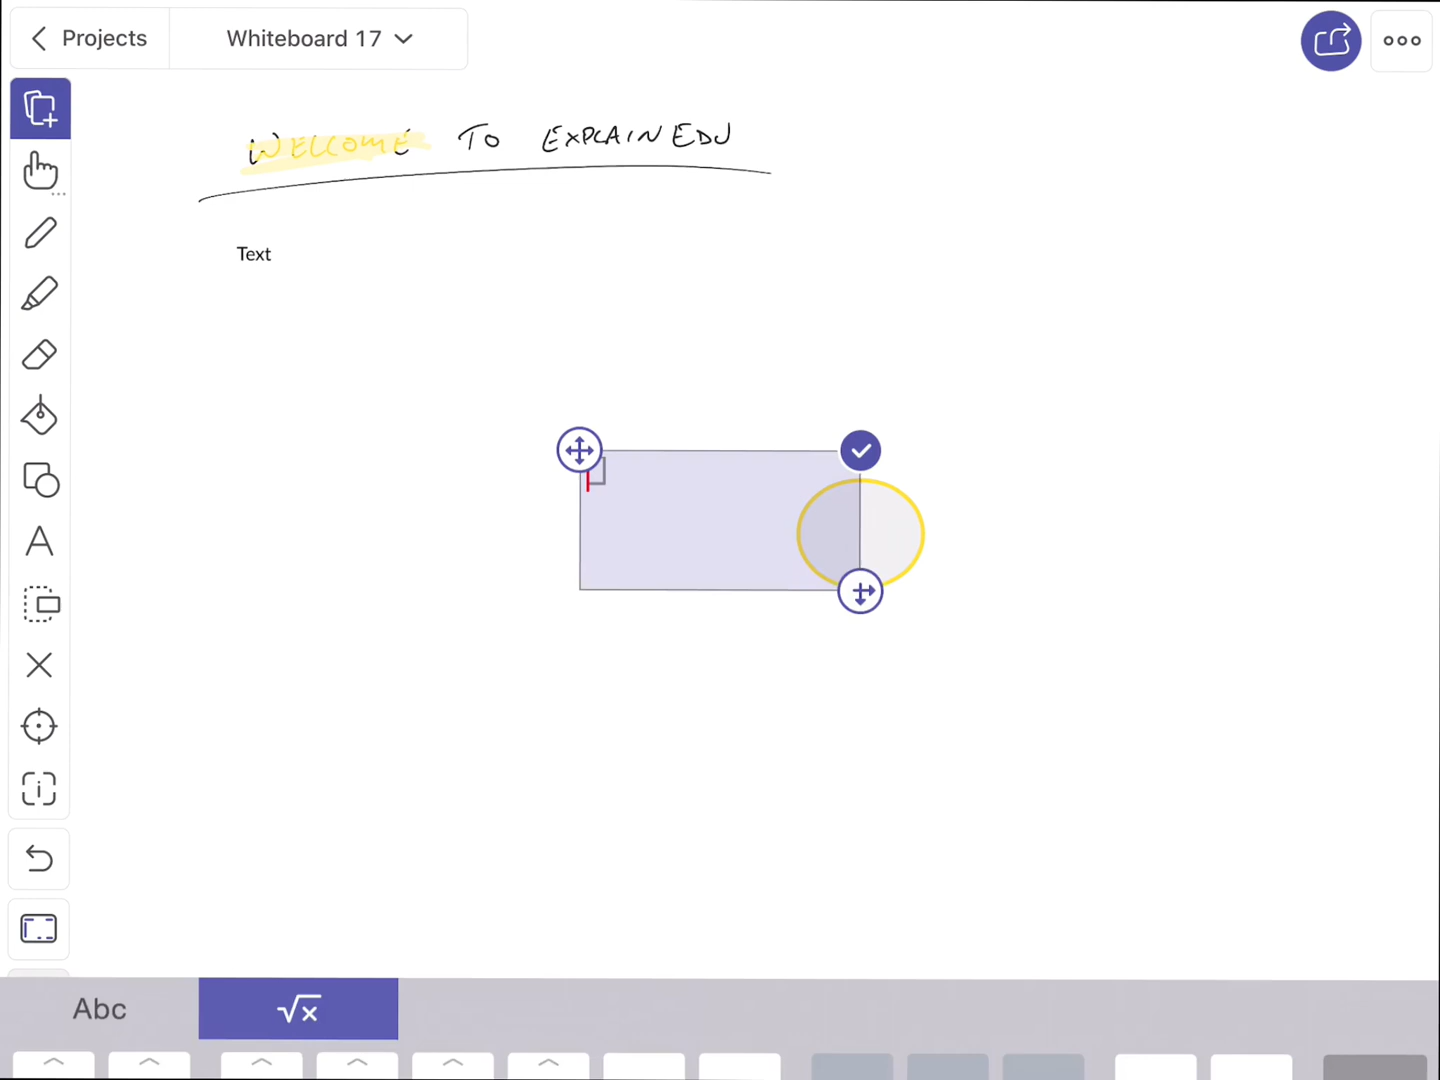 Projects
Whiteboard 17
WELCOME TO EXPLAIN EDU
Text
A
Abc
√x